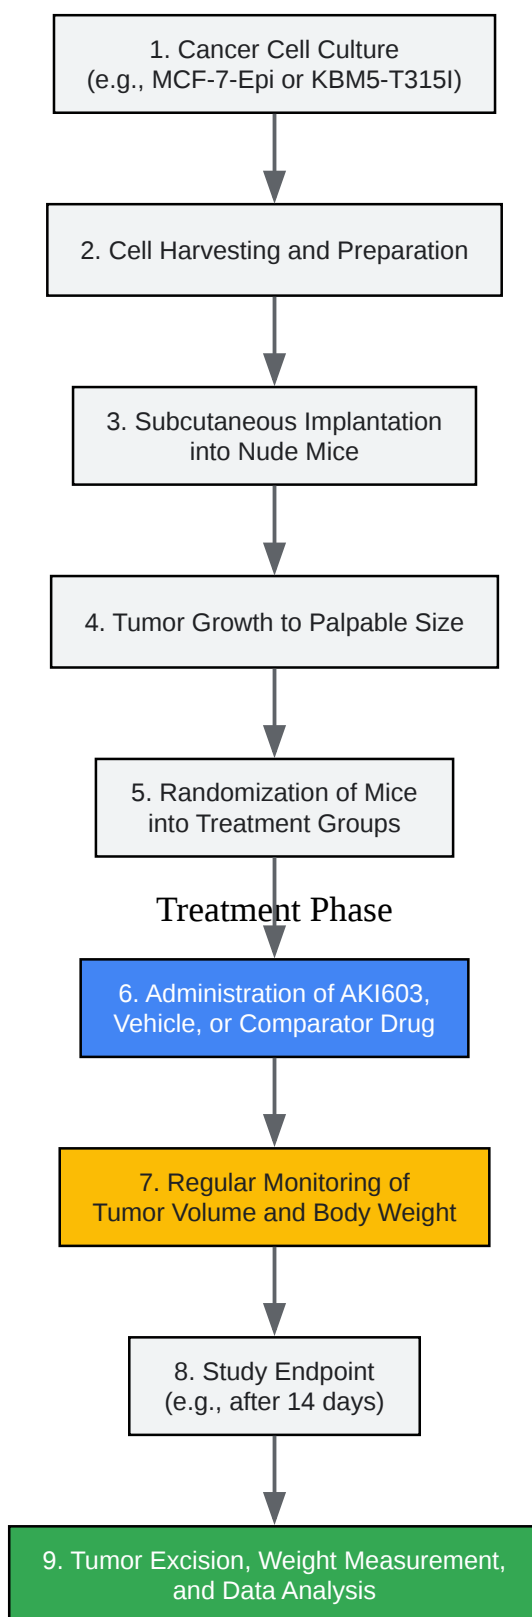 1. Cancer Cell Culture
(e.g., MCF-7-Epi or KBM5-T315I)
2. Cell Harvesting and Preparation
3. Subcutaneous Implantation
into Nude Mice
4. Tumor Growth to Palpable Size
5. Randomization of Mice
into Treatment Groups
Treatment Phase
6. Administration of AKI603,
Vehicle, or Comparator Drug
7. Regular Monitoring of
Tumor Volume and Body Weight
8. Study Endpoint
(e.g., after 14 days)
9. Tumor Excision, Weight Measurement,
and Data Analysis